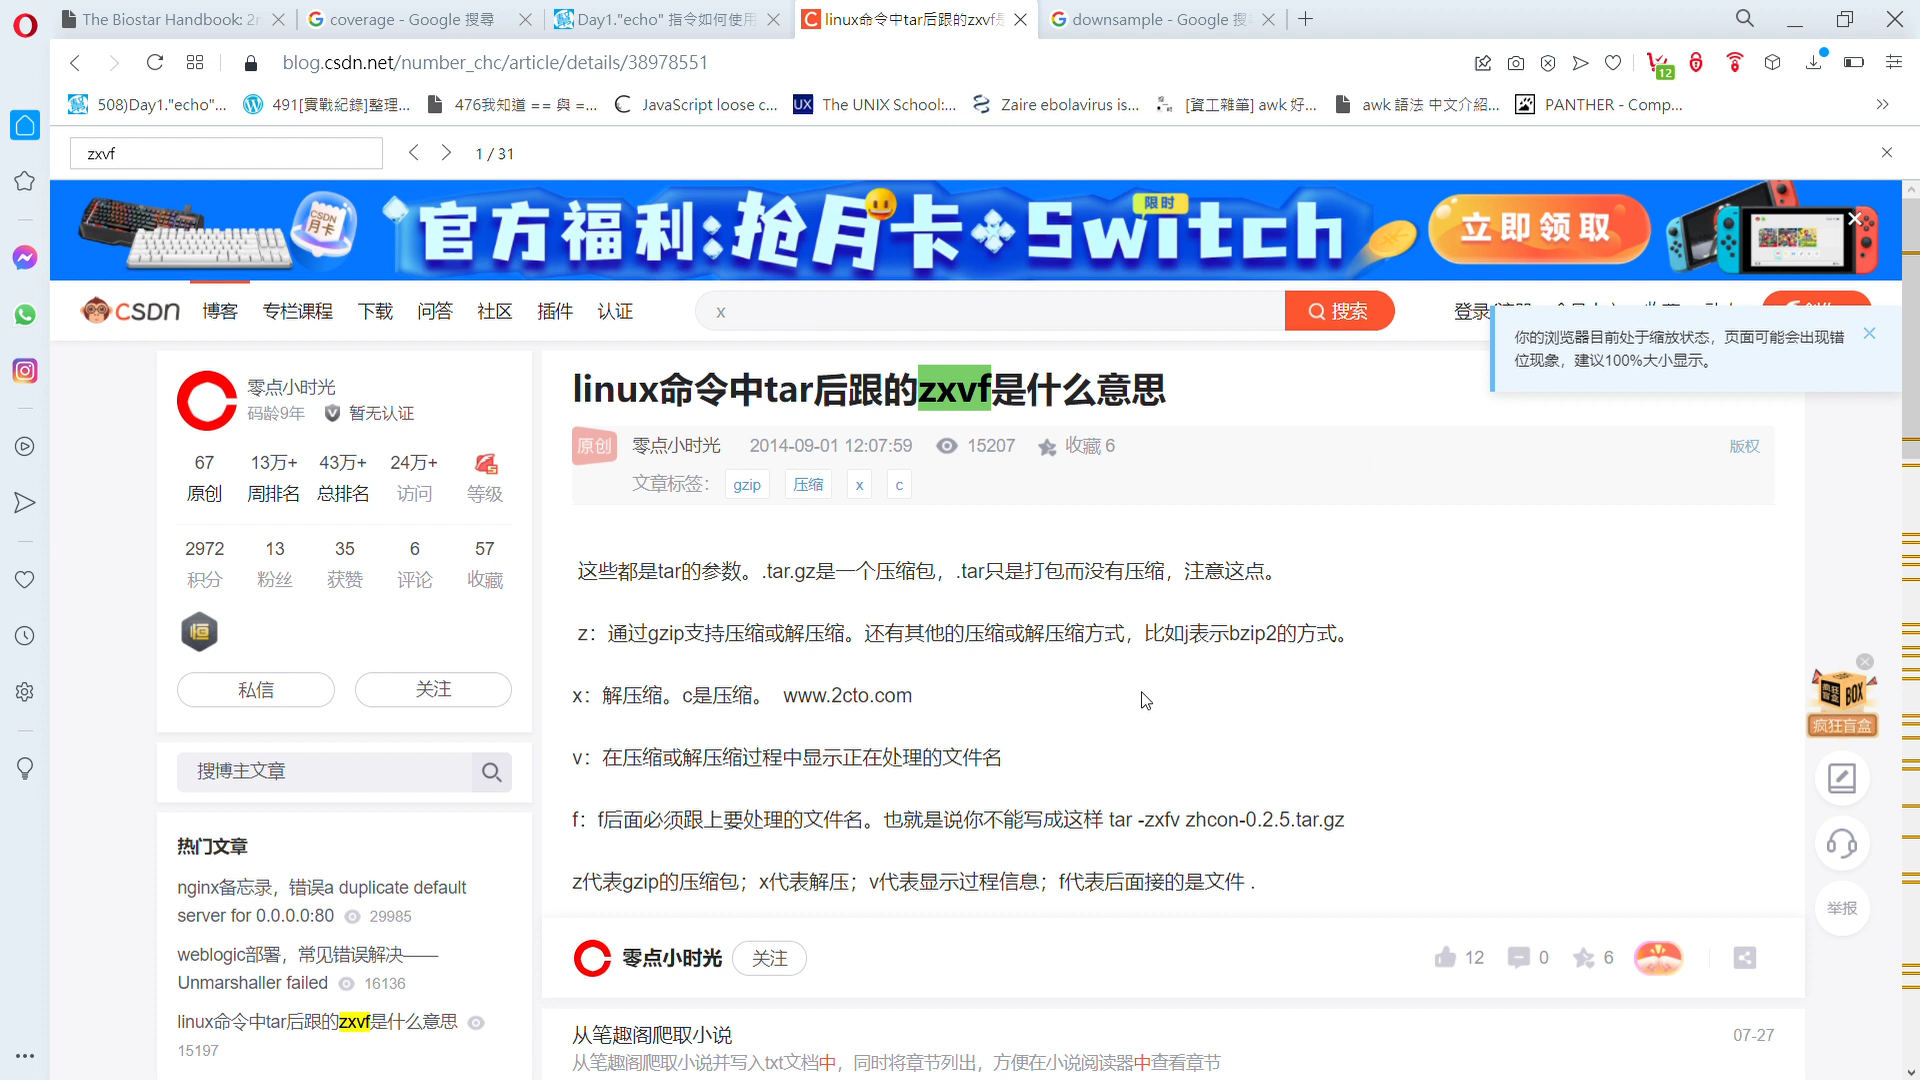 The Biostar Handbook: 2n
coverage - Google 搜尋
Day1."echo" 指令如何使用
linux命令中tar后跟的zxvf是
downsample - Google 搜
blog.csdn.net/number_chc/article/details/38978551
12
508)Day1."echo"...
491[實戰紀錄]整理...
476我知道 == 與 =...
JavaScript loose c...
UX
The UNIX School:...
Zaire ebolavirus is...
[資工雜筆] awk 好...
awk 語法 中文介紹...
PANTHER - Comp...
zxvf
1 / 31
CSDN
月卡
官方福利:抢月卡
Switch
限时
立即领取
CSDN
博客
专栏课程
下载
问答
社区
插件
认证
x
搜索
登录
你的浏览器目前处于缩放状态，页面可能会出现错
位现象，建议100%大小显示。
零点小时光
码龄9年
暂无认证
67
13万+
43万+
24万+
原创
周排名
总排名
访问
等级
2972
13
35
6
57
积分
粉丝
获赞
评论
收藏
私信
关注
搜博主文章
热门文章
nginx备忘录，错误a duplicate default
server for 0.0.0.0:80
29985
weblogic部署，常见错误解决——
Unmarshaller failed
16136
linux命令中tar后跟的zxvf是什么意思
15197
linux命令中tar后跟的zxvf是什么意思
原创
零点小时光
2014-09-01 12:07:59
15207
收藏 6
版权
文章标签：
gzip
压缩
x
c
这些都是tar的参数。.tar.gz是一个压缩包，.tar只是打包而没有压缩，注意这点。
z：通过gzip支持压缩或解压缩。还有其他的压缩或解压缩方式，比如j表示bzip2的方式。
x：解压缩。c是压缩。 www.2cto.com
v：在压缩或解压缩过程中显示正在处理的文件名
f：f后面必须跟上要处理的文件名。也就是说你不能写成这样 tar -zxfv zhcon-0.2.5.tar.gz
z代表gzip的压缩包；x代表解压；v代表显示过程信息；f代表后面接的是文件 .
零点小时光
关注
12
0
6
从笔趣阁爬取小说
07-27
从笔趣阁爬取小说并写入txt文档中，同时将章节列出，方便在小说阅读器中查看章节
疯狂盲盒
BOX
疯狂盲盒
举报